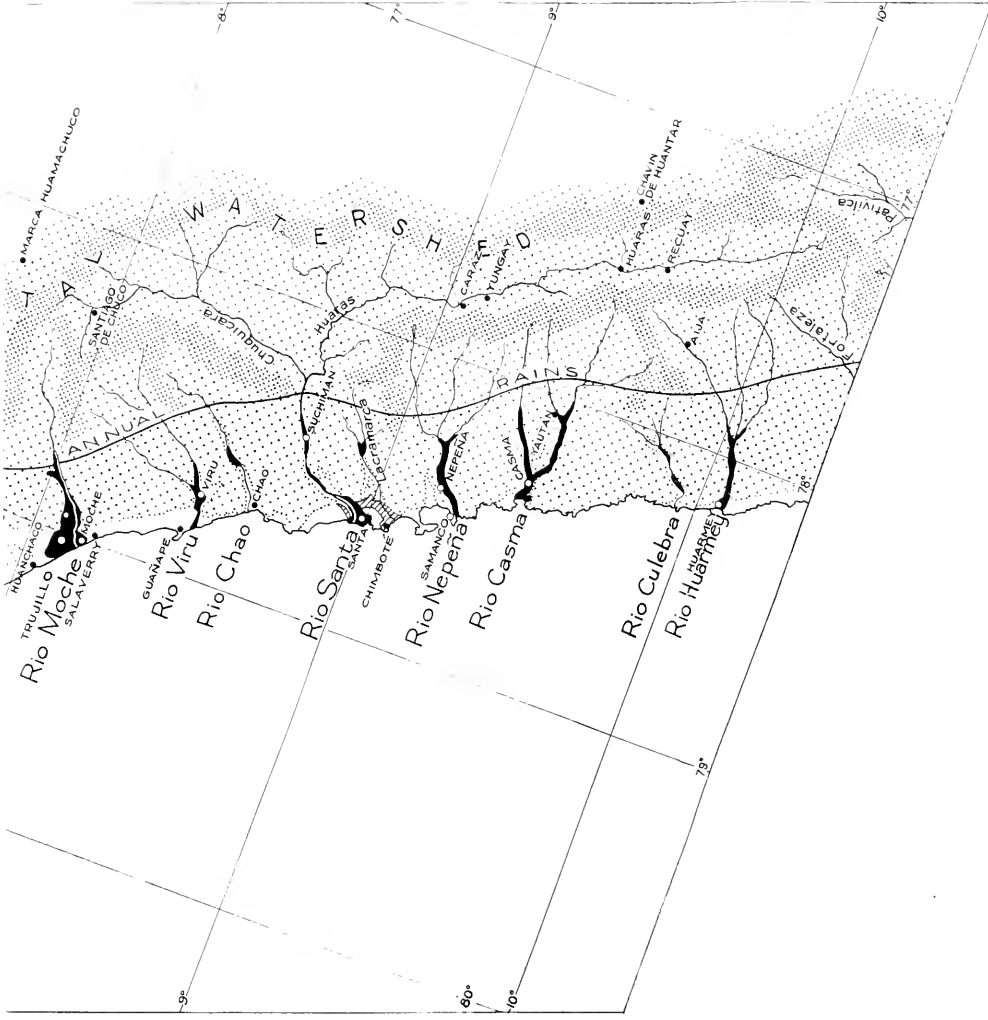 8°
77°
9°
10°
MARCA HUAMACHUCO
TAL WATERSHED
SANTIAGO
DE CHUCO
Chuquicara
Huaras
CARAZ
YUNGAY
CHAVIN
DE HUANTAR
HUARAS
RECUAY
Pativilca
77°
AIJA
Fortaleza
ANNUAL RAINS
SUCHIMAN
Lacramarca
NEPEÑA
CASMA
YAUTAN
78°
HUANCHACO
TRUJILLO
MOCHE
Rio Moche
SALAVERRY
VIRU
GUAÑAPE
Rio Viru
CHAO
Rio Chao
Rio Santa
SANTA
CHIMBOTE
SAMANCO
Rio Nepeña
Rio Casma
Rio Culebra
HUARMEY
Rio Huarmey
79°
9°
80°
10°